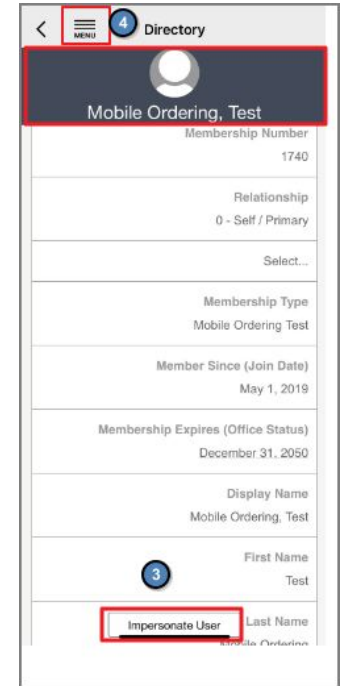 MENU 4 Directory
Mobile Ordering, Test
Membership Number
1740
Relationship
0 - Self / Primary
Select...
Membership Type
Mobile Ordering Test
Member Since (Join Date)
May 1, 2019
Membership Expires (Office Status)
December 31, 2050
Display Name
Mobile Ordering, Test
First Name
3 Test
Impersonate User Last Name
Mobile Ordering